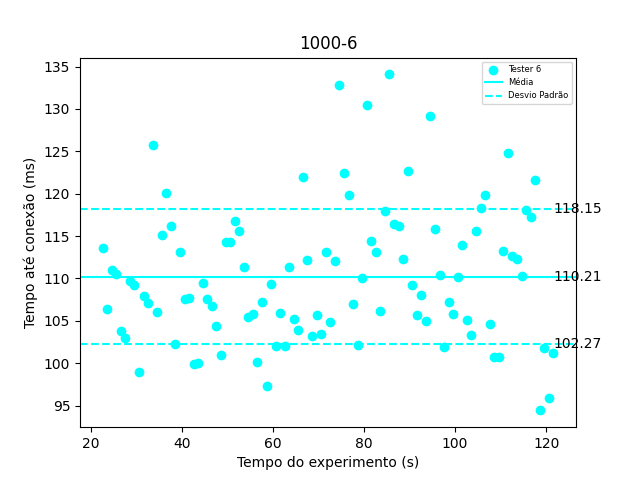 1000-6
Tempo até conexão (ms)
135
130
125
120
115
110
105
100
95
Tester 6
Média
Desvio Padrão
118.15
110.21
102.27
20 40 60 80 100 120
Tempo do experimento (s)